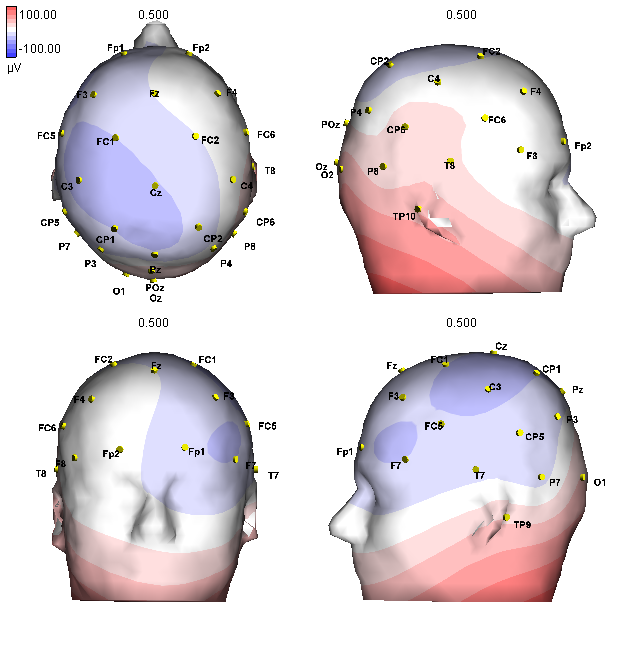 100.00
-100.00
µV
0.500
Fp1 Fp2
F3 Fz F4
FC5 FC1 FC2 FC6
C3 Cz C4 T8
CP5 CP1 CP2 CP6
P7 P3 Pz P4 P8
O1 POz
Oz
0.500
CP2 FC2
C4 F4
P4 FC6
POz CP6 Fp2
Oz P8 T8 F3
O2
TP10
0.500
FC2 Fz FC1
F4 F3
FC6 FC5
Fp2 Fp1
T8 F8 F7 T7
0.500
Cz
Fz FC1 CP1
F3 C3 Pz
FC5 P3
Fp1 CP5
F7 T7 P7 O1
TP9